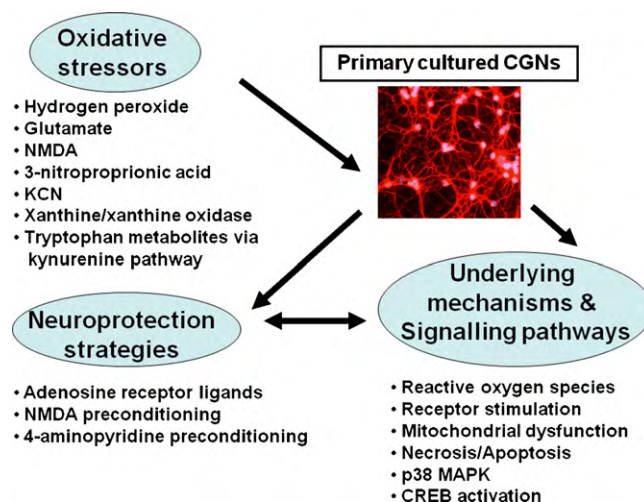 Oxidative
stressors
• Hydrogen peroxide
• Glutamate
• NMDA
• 3-nitroproprionic acid
• KCN
• Xanthine/xanthine oxidase
• Tryptophan metabolites via
kynurenine pathway
Primary cultured CGNs
Neuroprotection
strategies
• Adenosine receptor ligands
• NMDA preconditioning
• 4-aminopyridine preconditioning
Underlying
mechanisms &
Signalling pathways
• Reactive oxygen species
• Receptor stimulation
• Mitochondrial dysfunction
• Necrosis/Apoptosis
• p38 MAPK
• CREB activation